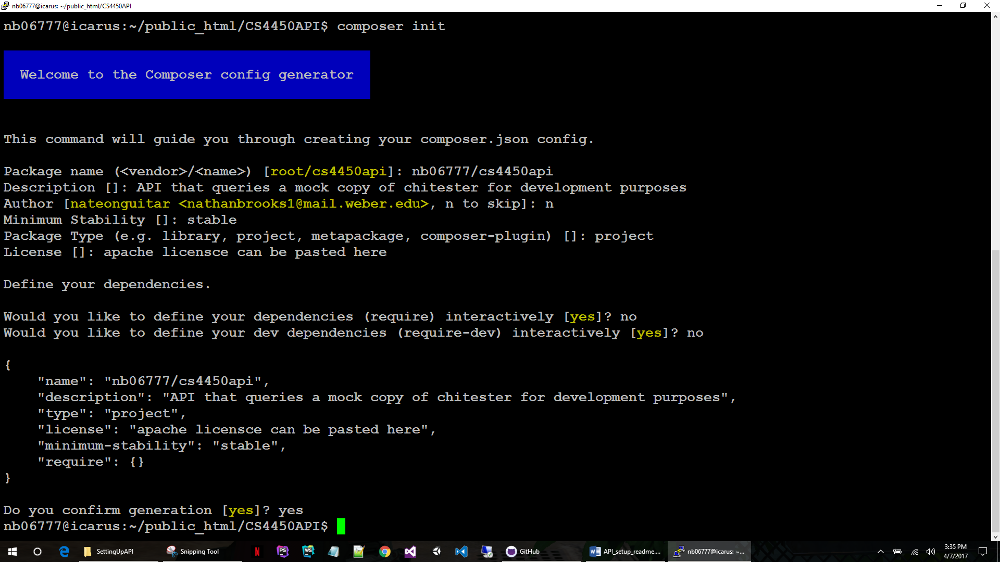 nb06777@icarus: ~/public_html/CS4450API
nb06777@icarus:~/public_html/CS4450API$ composer init
Welcome to the Composer config generator
This command will guide you through creating your composer.json config.
Package name (<vendor>/<name>) [root/cs4450api]: nb06777/cs4450api
Description []: API that queries a mock copy of chitester for development purposes
Author [nateonguitar <nathanbrooks1@mail.weber.edu>, n to skip]: n
Minimum Stability []: stable
Package Type (e.g. library, project, metapackage, composer-plugin) []: project
License []: apache licensce can be pasted here
Define your dependencies.
Would you like to define your dependencies (require) interactively [yes]? no
Would you like to define your dev dependencies (require-dev) interactively [yes]? no
{
    "name": "nb06777/cs4450api",
    "description": "API that queries a mock copy of chitester for development purposes",
    "type": "project",
    "license": "apache licensce can be pasted here",
    "minimum-stability": "stable",
    "require": {}
}
Do you confirm generation [yes]? yes
nb06777@icarus:~/public_html/CS4450API$
SettingUpAPI Snipping Tool N PS WS GitHub API_setup_readme.... nb06777@icarus: ~... 3:35 PM
4/7/2017